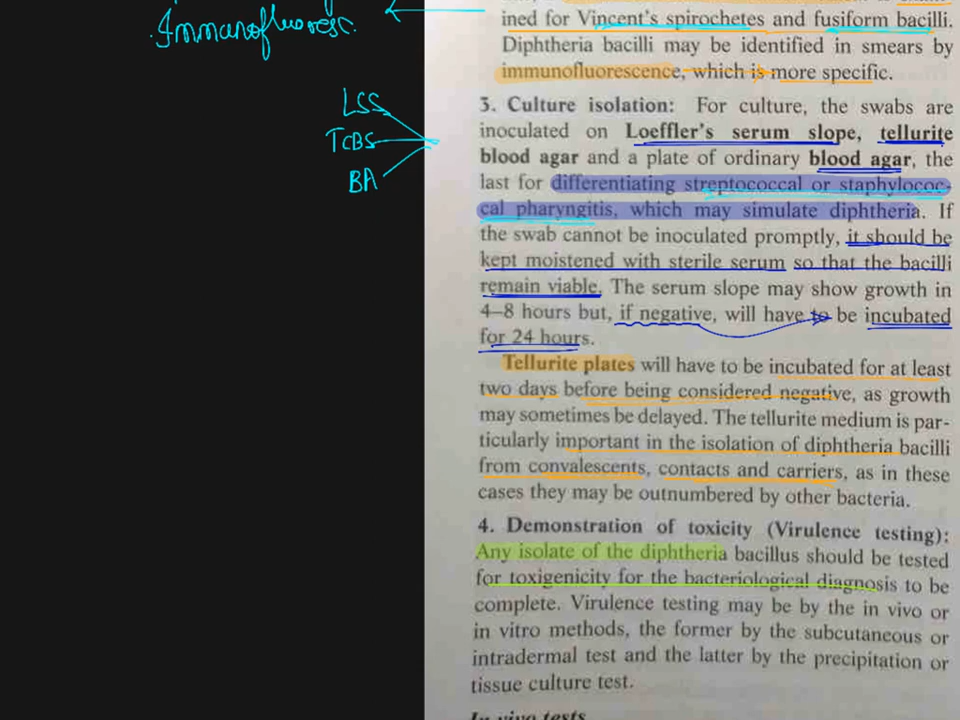 Immunofluoresc.
LSS
TCBS
BA
ined for Vincent's spirochetes and fusiform bacilli.
Diphtheria bacilli may be identified in smears by
immunofluorescence, which is more specific.
3. Culture isolation: For culture, the swabs are
inoculated on Loeffler's serum slope, tellurite
blood agar and a plate of ordinary blood agar, the
last for differentiating streptococcal or staphylococ-
cal pharyngitis, which may simulate diphtheria. If
the swab cannot be inoculated promptly, it should be
kept moistened with sterile serum so that the bacilli
remain viable. The serum slope may show growth in
4–8 hours but, if negative, will have to be incubated
for 24 hours.
Tellurite plates will have to be incubated for at least
two days before being considered negative, as growth
may sometimes be delayed. The tellurite medium is par-
ticularly important in the isolation of diphtheria bacilli
from convalescents, contacts and carriers, as in these
cases they may be outnumbered by other bacteria.
4. Demonstration of toxicity (Virulence testing):
Any isolate of the diphtheria bacillus should be tested
for toxigenicity for the bacteriological diagnosis to be
complete. Virulence testing may be by the in vivo or
in vitro methods, the former by the subcutaneous or
intradermal test and the latter by the precipitation or
tissue culture test.
In vivo tests